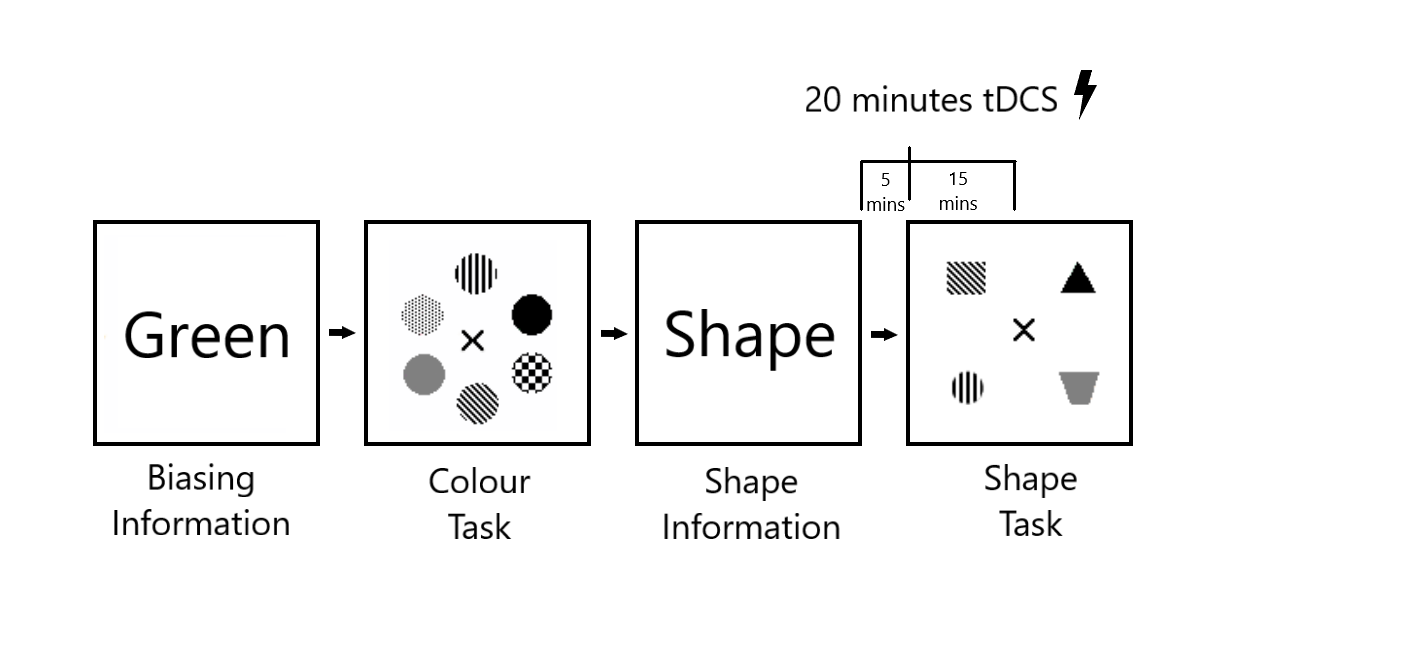 20 minutes tDCS
5
mins
15
mins
Green
Shape
Biasing
Information
Colour
Task
Shape
Information
Shape
Task